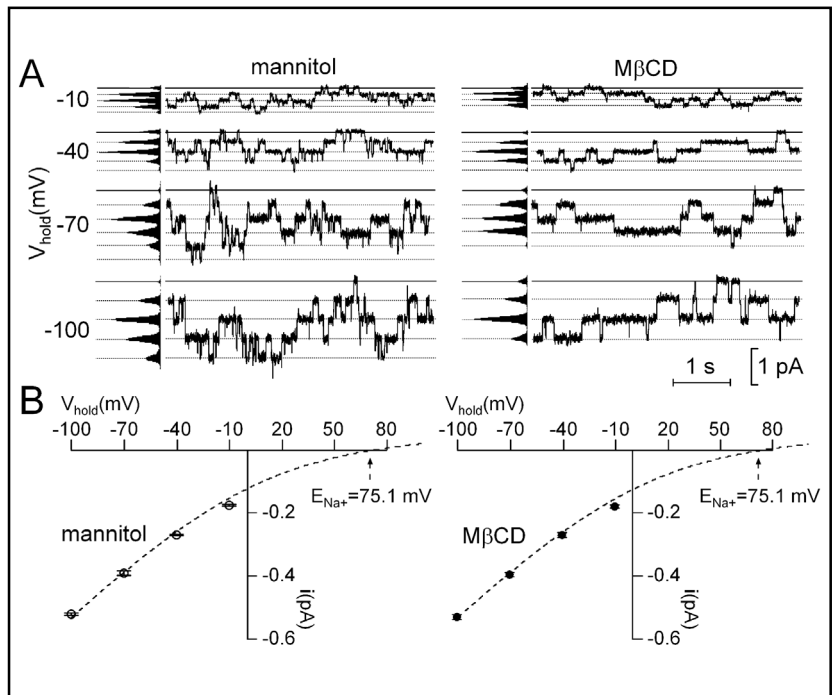 A
mannitol
MβCD
V_hold(mV)
-10
-40
-70
-100
1 s
1 pA
B
V_hold(mV)
-100 -70 -40 -10 20 50 80
E_Na+=75.1 mV
mannitol
-0.2
-0.4
-0.6
i(pA)
V_hold(mV)
-100 -70 -40 -10 20 50 80
E_Na+=75.1 mV
MβCD
-0.2
-0.4
-0.6
i(pA)